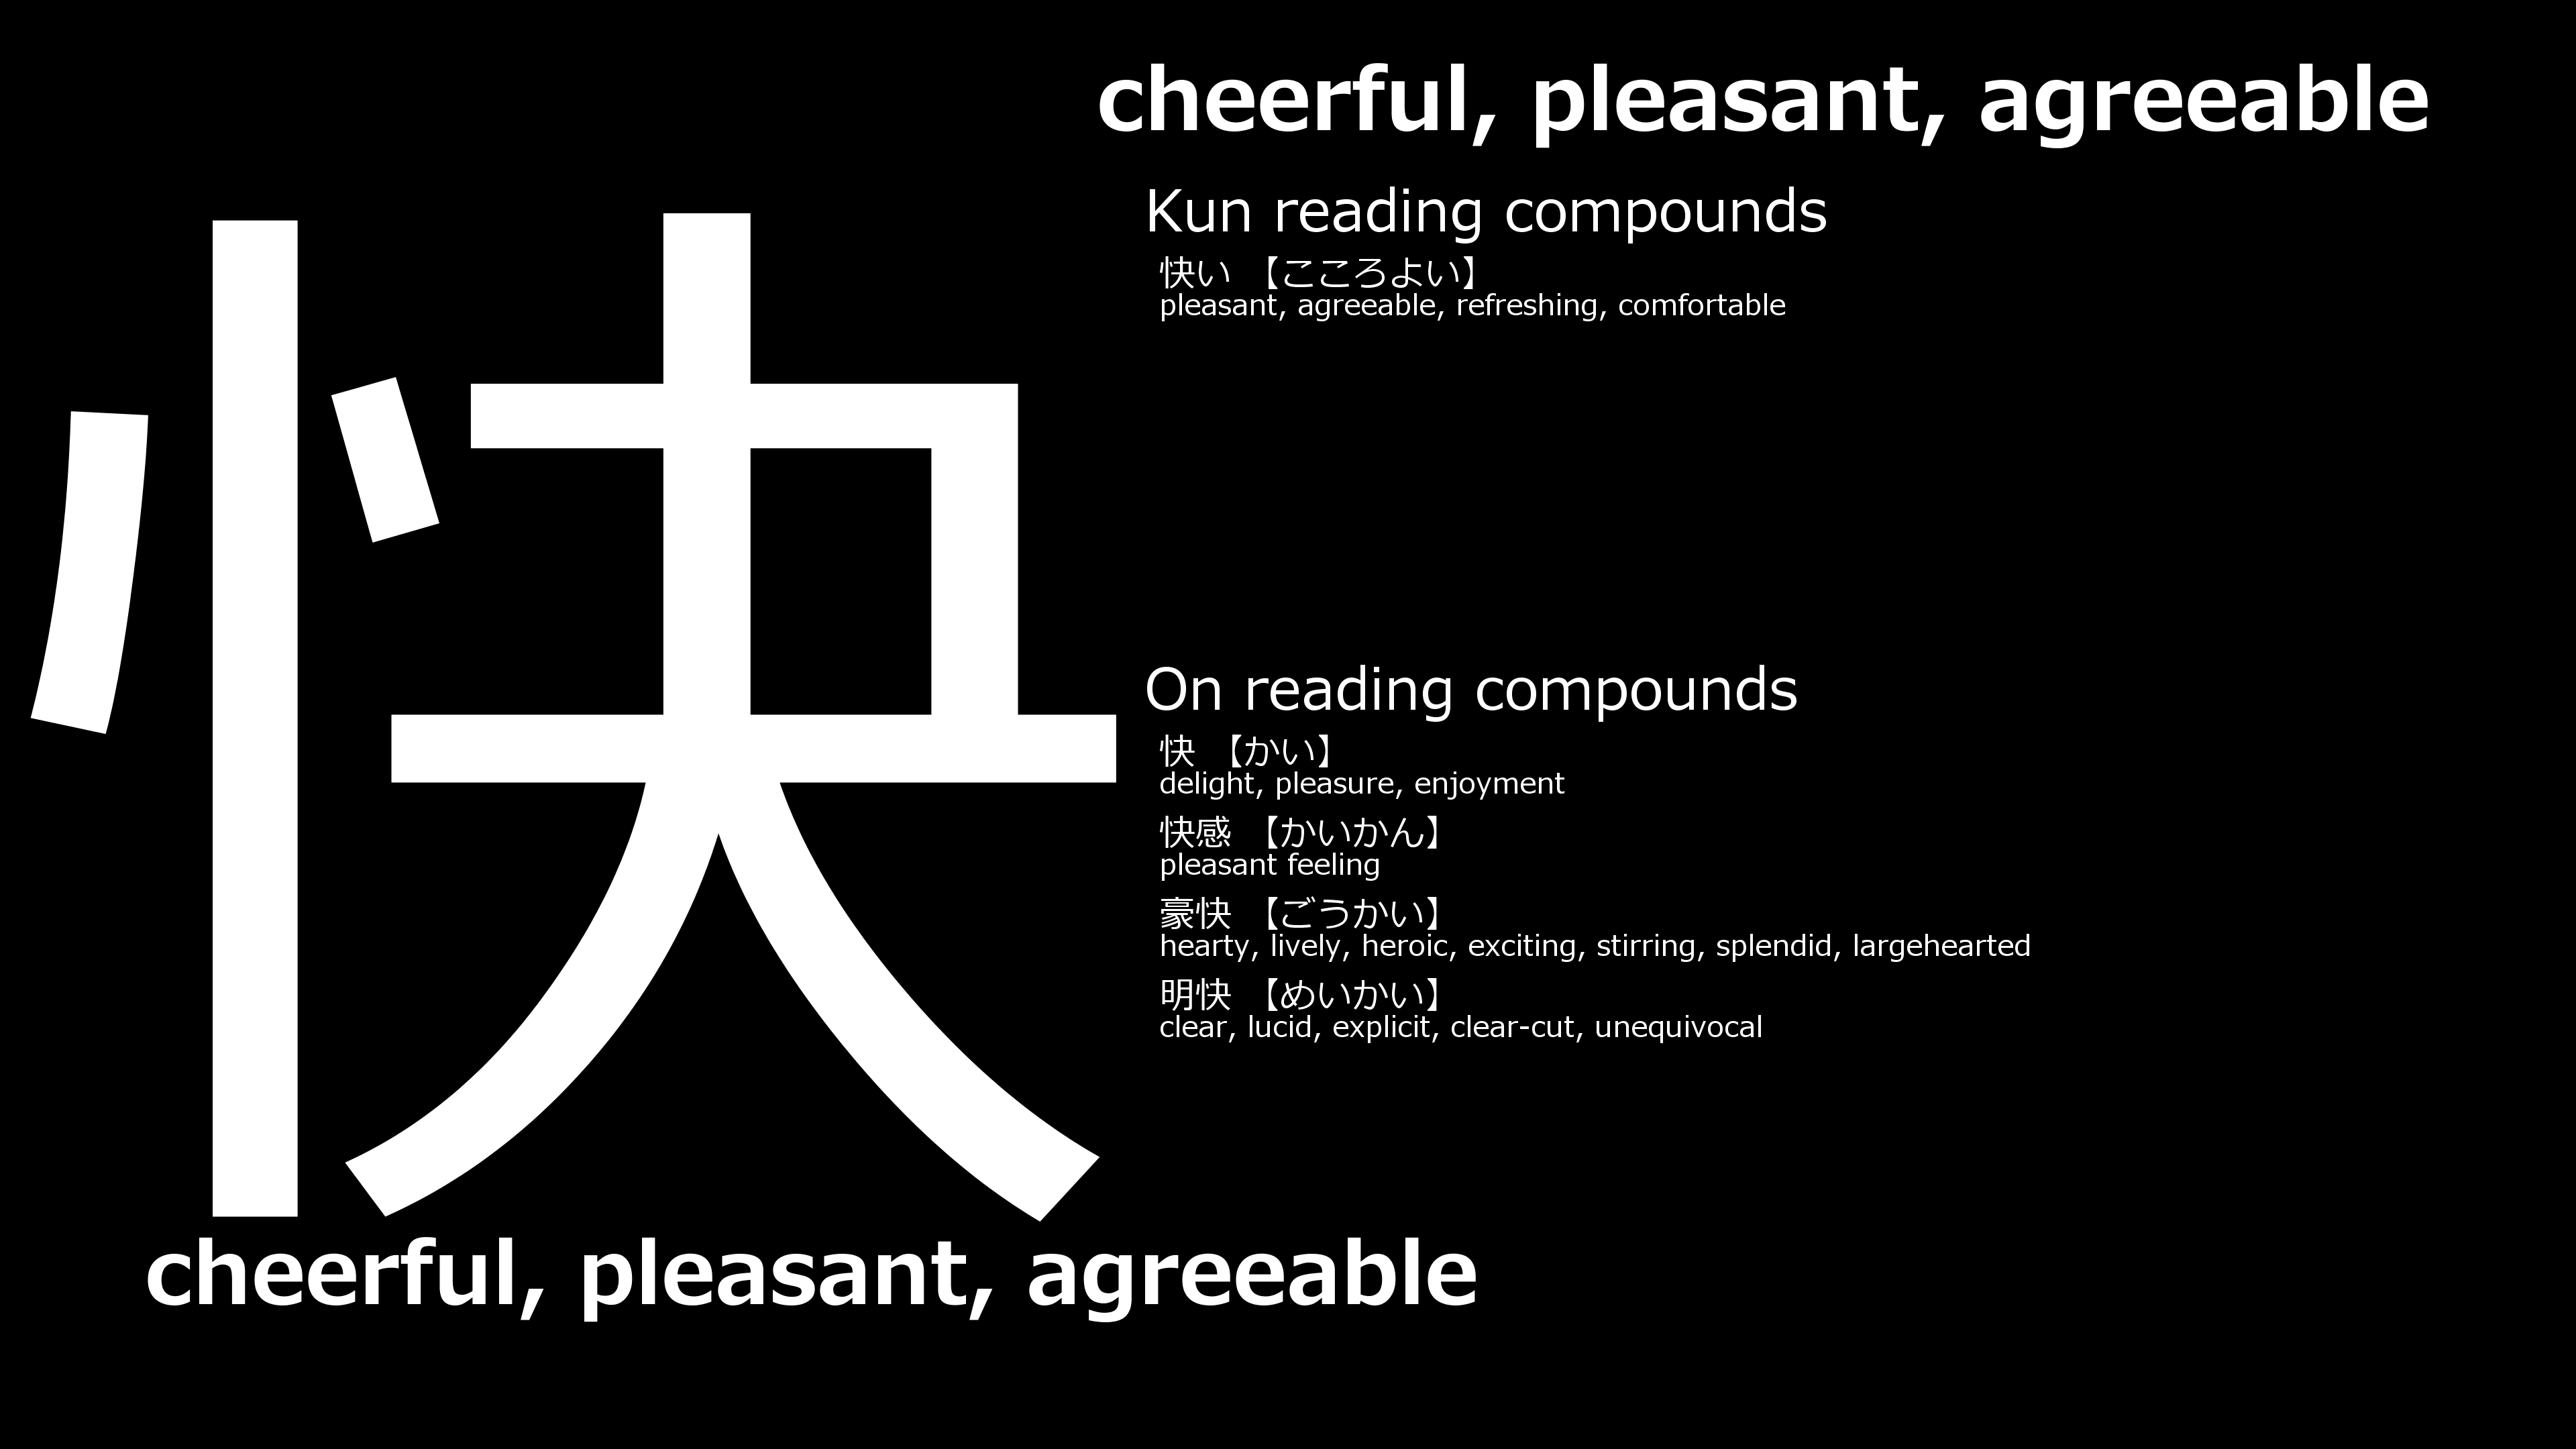 cheerful, pleasant, agreeable
快
Kun reading compounds
快い 【こころよい】
pleasant, agreeable, refreshing, comfortable
On reading compounds
快 【かい】
delight, pleasure, enjoyment
快感 【かいかん】
pleasant feeling
豪快 【ごうかい】
hearty, lively, heroic, exciting, stirring, splendid, largehearted
明快 【めいかい】
clear, lucid, explicit, clear-cut, unequivocal
cheerful, pleasant, agreeable